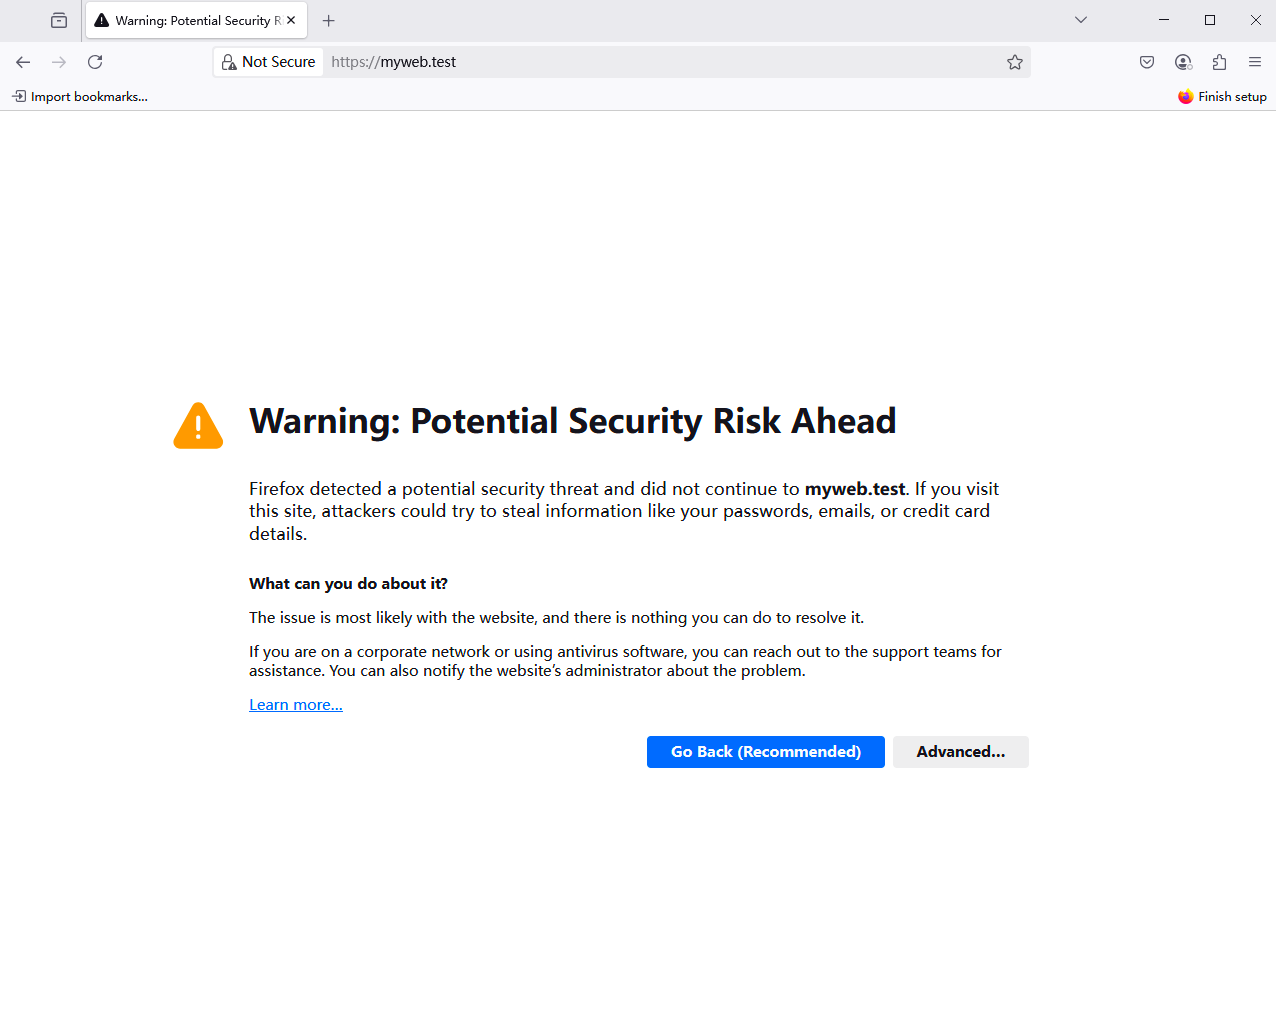 Warning: Potential Security R
Not Secure
https://myweb.test
Import bookmarks...
Finish setup
Warning: Potential Security Risk Ahead
Firefox detected a potential security threat and did not continue to myweb.test. If you visit
this site, attackers could try to steal information like your passwords, emails, or credit card
details.
What can you do about it?
The issue is most likely with the website, and there is nothing you can do to resolve it.
If you are on a corporate network or using antivirus software, you can reach out to the support teams for
assistance. You can also notify the website’s administrator about the problem.
Learn more…
Go Back (Recommended)
Advanced…